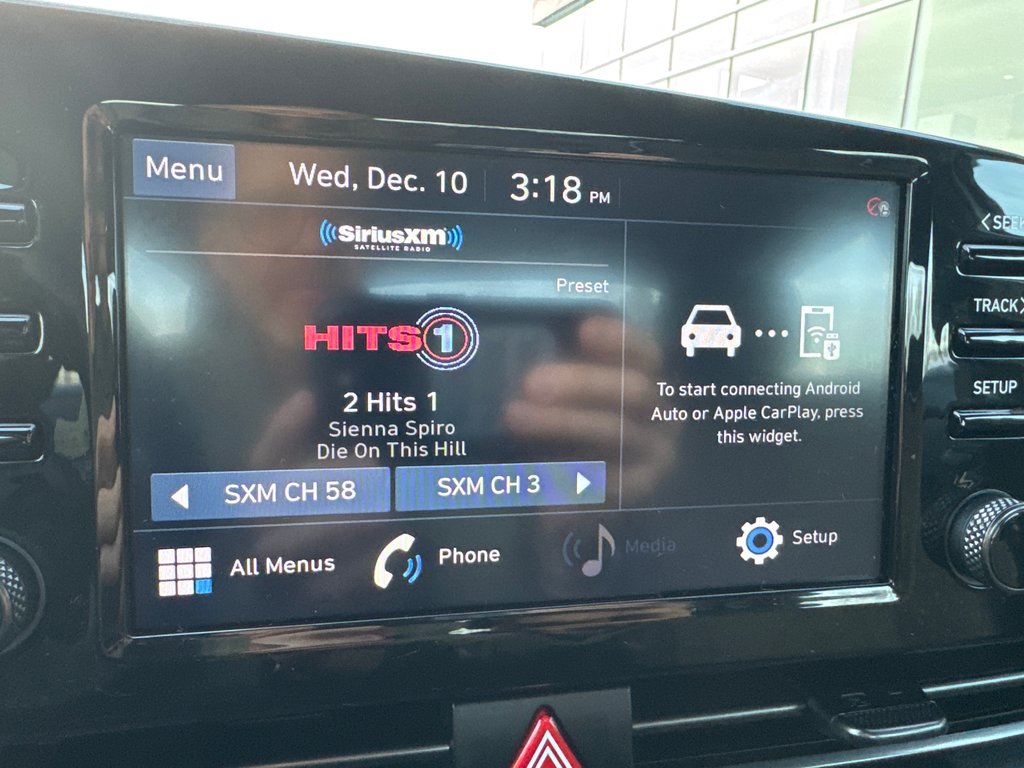 Menu
Wed, Dec. 10
3:18 PM
SiriusXM
SATELLITE RADIO
Preset
HITS 1
2 Hits 1
Sienna Spiro
Die On This Hill
SXM CH 58
SXM CH 3
To start connecting Android
Auto or Apple CarPlay, press
this widget.
All Menus
Phone
Media
Setup
< SEEK
TRACK >
SETUP